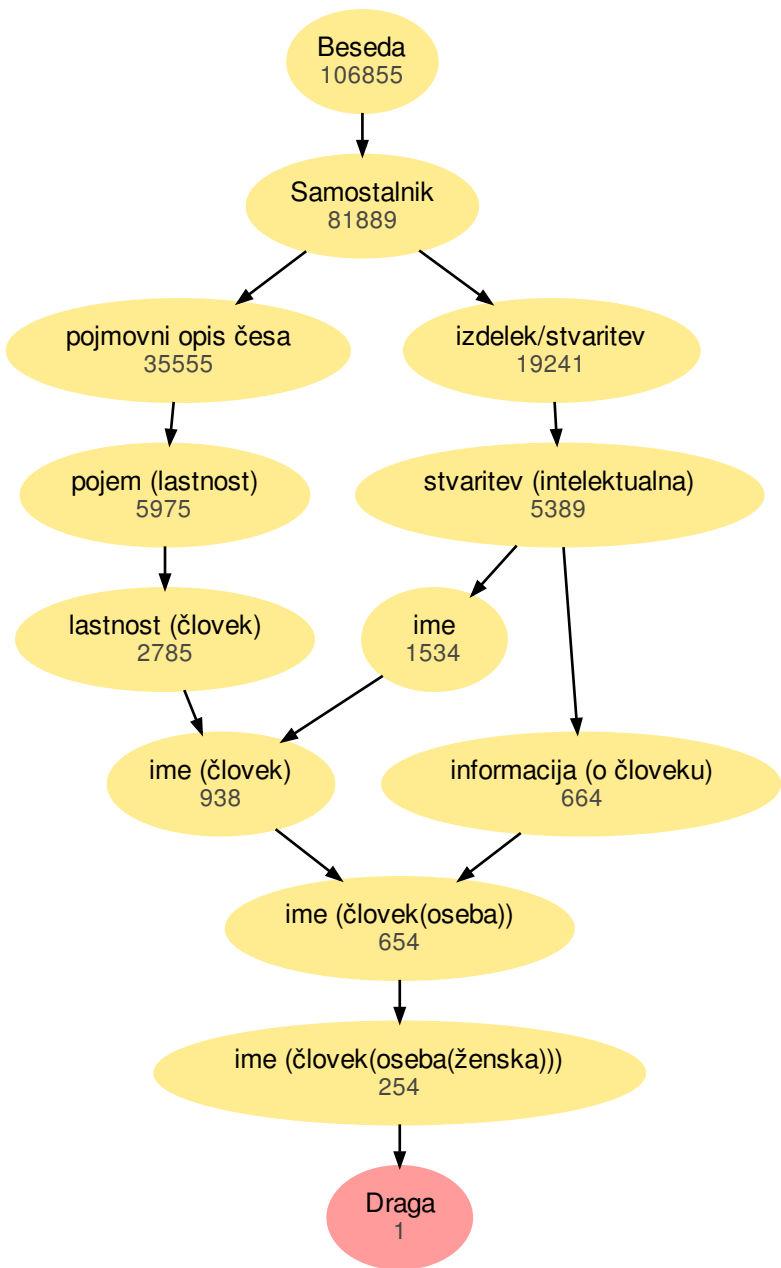 Beseda
106855
Samostalnik
81889
pojmovni opis česa
35555
izdelek/stvaritev
19241
pojem (lastnost)
5975
stvaritev (intelektualna)
5389
lastnost (človek)
2785
ime
1534
ime (človek)
938
informacija (o človeku)
664
ime (človek(oseba))
654
ime (človek(oseba(ženska)))
254
Draga
1